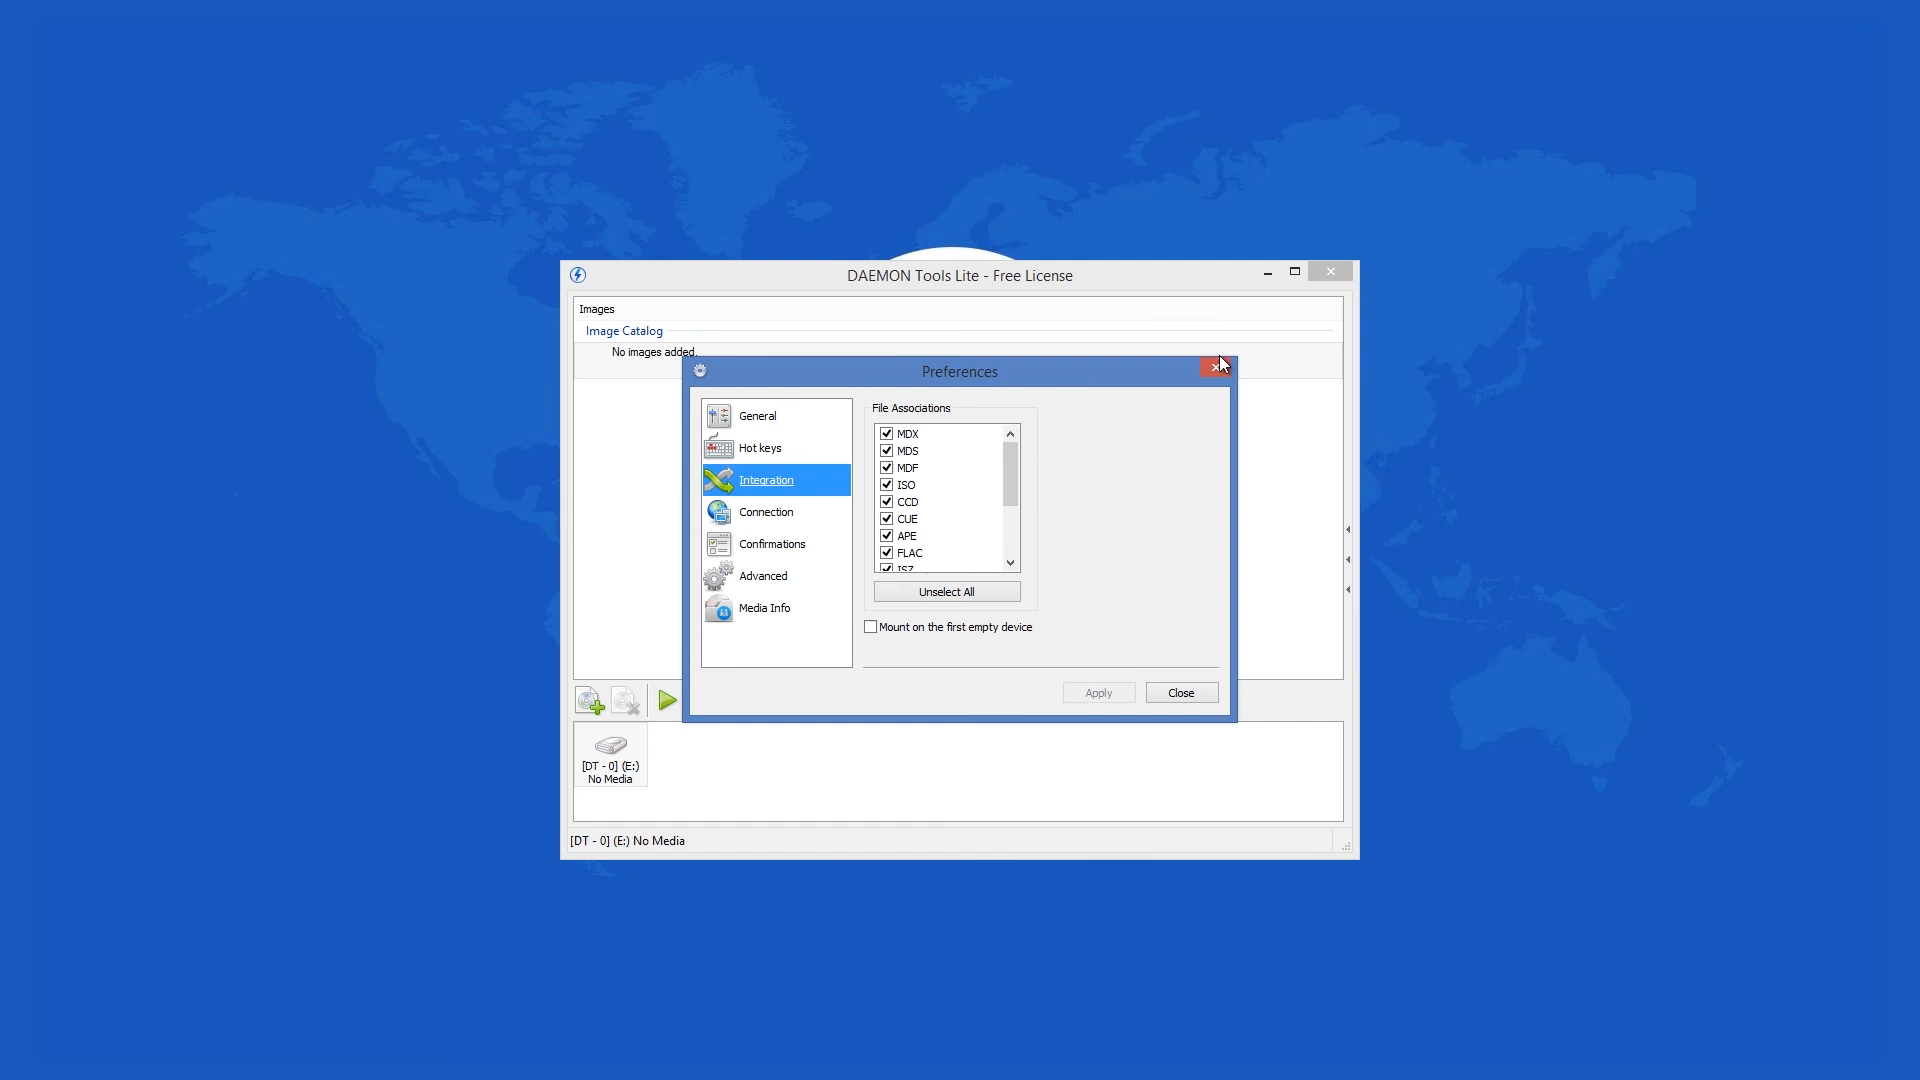 DAEMON Tools Lite - Free License
Images
Image Catalog
No images added.
Preferences
General
Hot keys
Integration
Connection
Confirmations
Advanced
Media Info
File Associations
MDX
MDS
MDF
ISO
CCD
CUE
APE
FLAC
ISZ
Unselect All
Mount on the first empty device
Apply
Close
[DT - 0] (E:)
No Media
[DT - 0] (E:) No Media